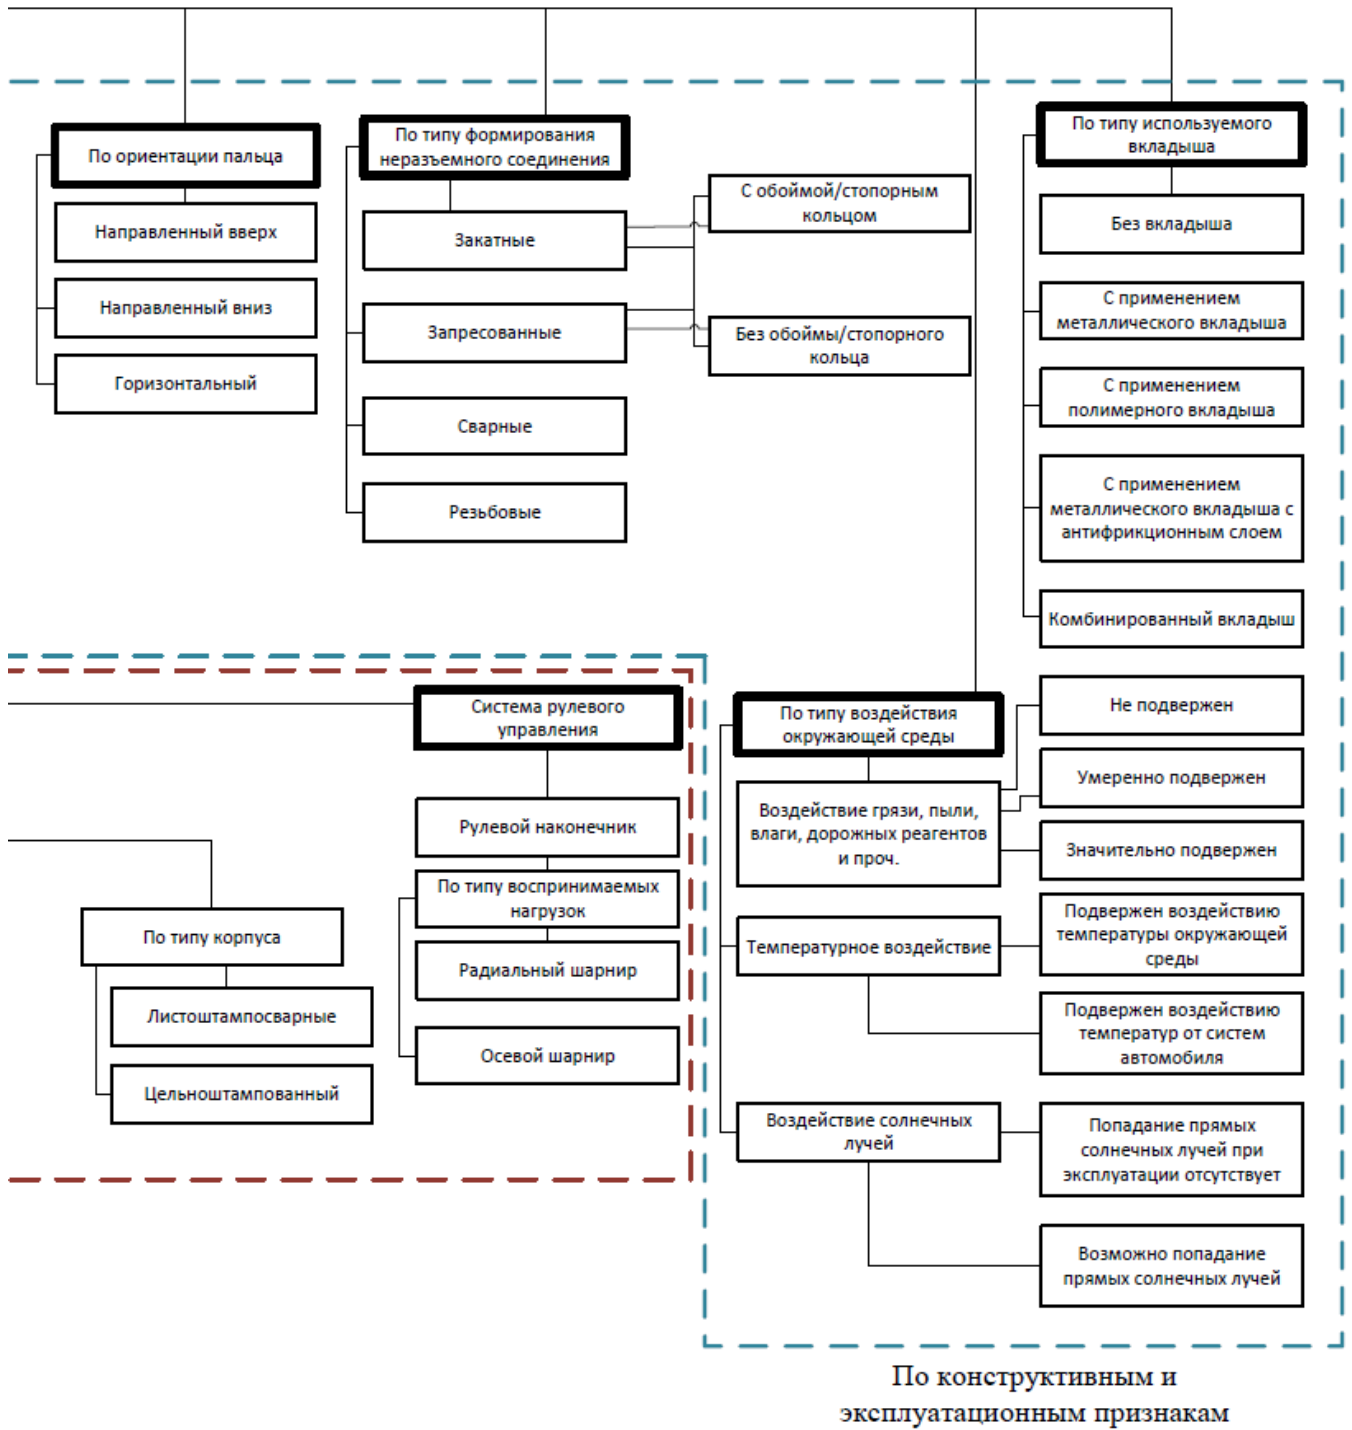 По ориентации пальца
Направленный вверх
Направленный вниз
Горизонтальный
По типу формирования
неразъемного соединения
Закатные
Запресованные
Сварные
Резьбовые
С обоймой/стопорным
кольцом
Без обоймы/стопорного
кольца
По типу используемого
вкладыша
Без вкладыша
С применением
металлического вкладыша
С применением
полимерного вкладыша
С применением
металлического вкладыша с
антифрикционным слоем
Комбинированный вкладыш
Система рулевого
управления
Рулевой наконечник
По типу воспринимаемых
нагрузок
Радиальный шарнир
Осевой шарнир
По типу корпуса
Листоштампосварные
Цельноштампованный
По типу воздействия
окружающей среды
Воздействие грязи, пыли,
влаги, дорожных реагентов
и проч.
Не подвержен
Умеренно подвержен
Значительно подвержен
Температурное воздействие
Подвержен воздействию
температуры окружающей
среды
Подвержен воздействию
температур от систем
автомобиля
Воздействие солнечных
лучей
Попадание прямых
солнечных лучей при
эксплуатации отсутствует
Возможно попадание
прямых солнечных лучей
По конструктивным и
эксплуатационным признакам